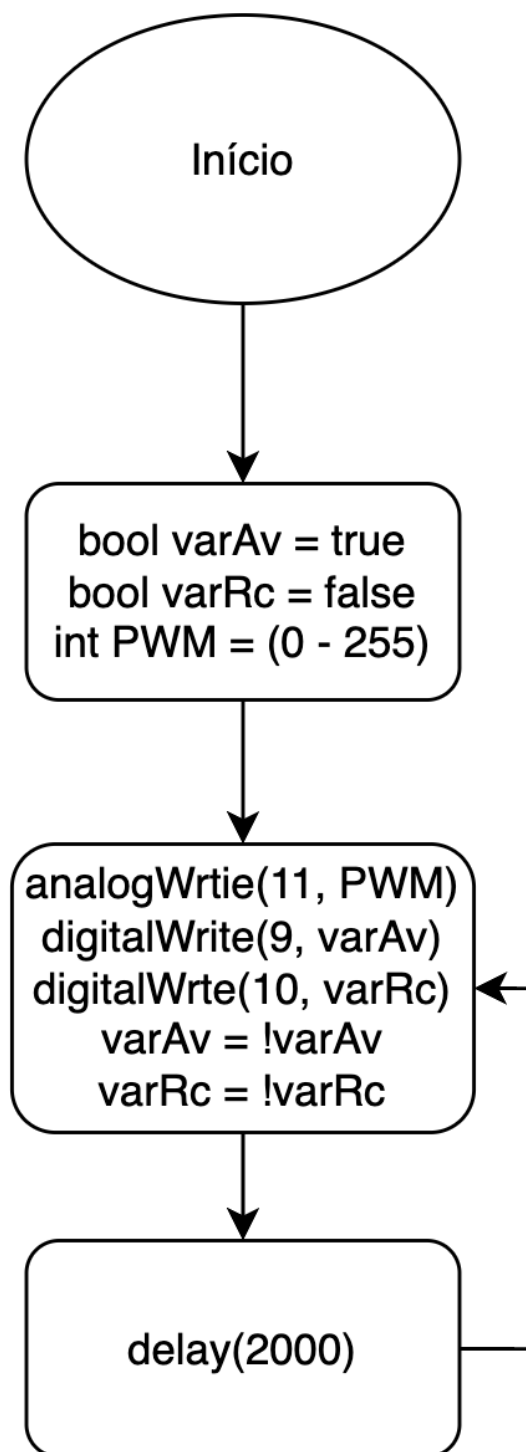 Início
bool varAv = true
bool varRc = false
int PWM = (0 - 255)
analogWrtie(11, PWM)
digitalWrite(9, varAv)
digitalWrte(10, varRc)
varAv = !varAv
varRc = !varRc
delay(2000)